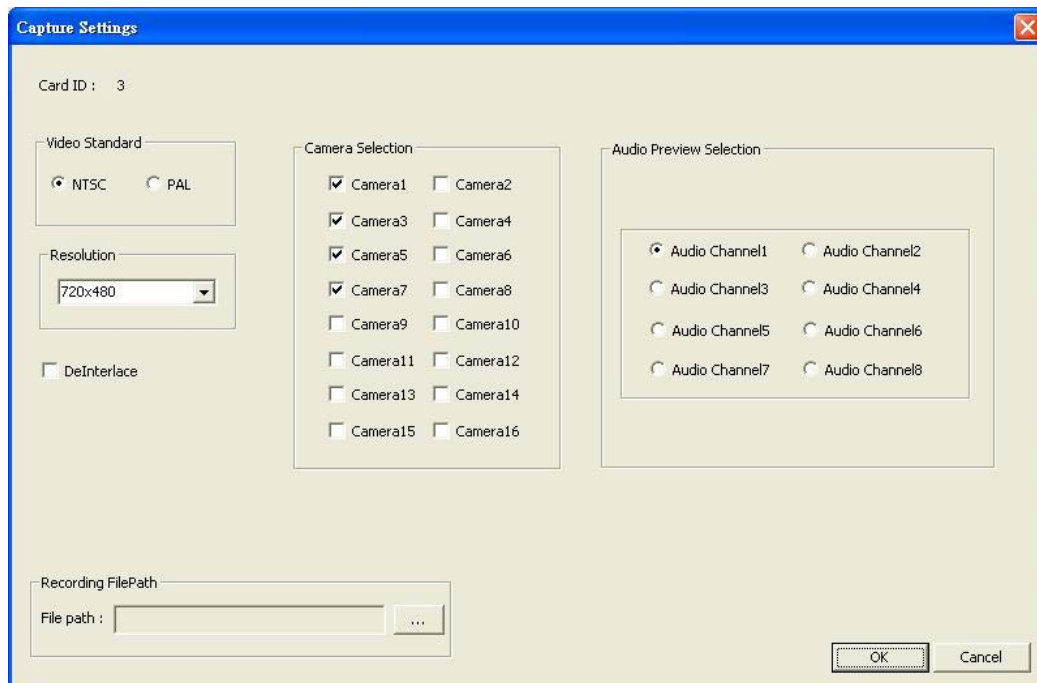 Capture Settings
Card ID : 3
Video Standard
NTSC PAL
Resolution
720x480
DeInterlace
Camera Selection
Camera1 Camera2
Camera3 Camera4
Camera5 Camera6
Camera7 Camera8
Camera9 Camera10
Camera11 Camera12
Camera13 Camera14
Camera15 Camera16
Audio Preview Selection
Audio Channel1 Audio Channel2
Audio Channel3 Audio Channel4
Audio Channel5 Audio Channel6
Audio Channel7 Audio Channel8
Recording FilePath
File path : ...
OK Cancel